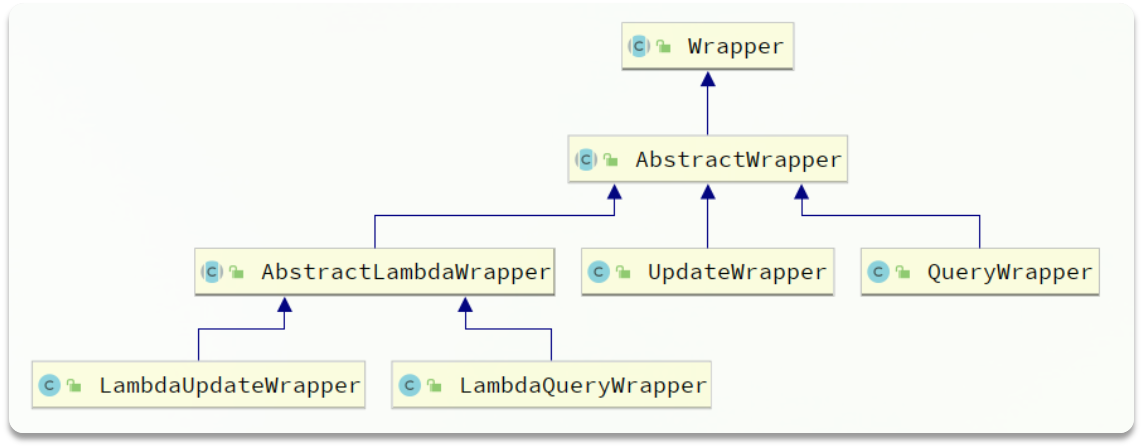 C Wrapper
C AbstractWrapper
C AbstractLambdaWrapper C UpdateWrapper C QueryWrapper
C LambdaUpdateWrapper C LambdaQueryWrapper